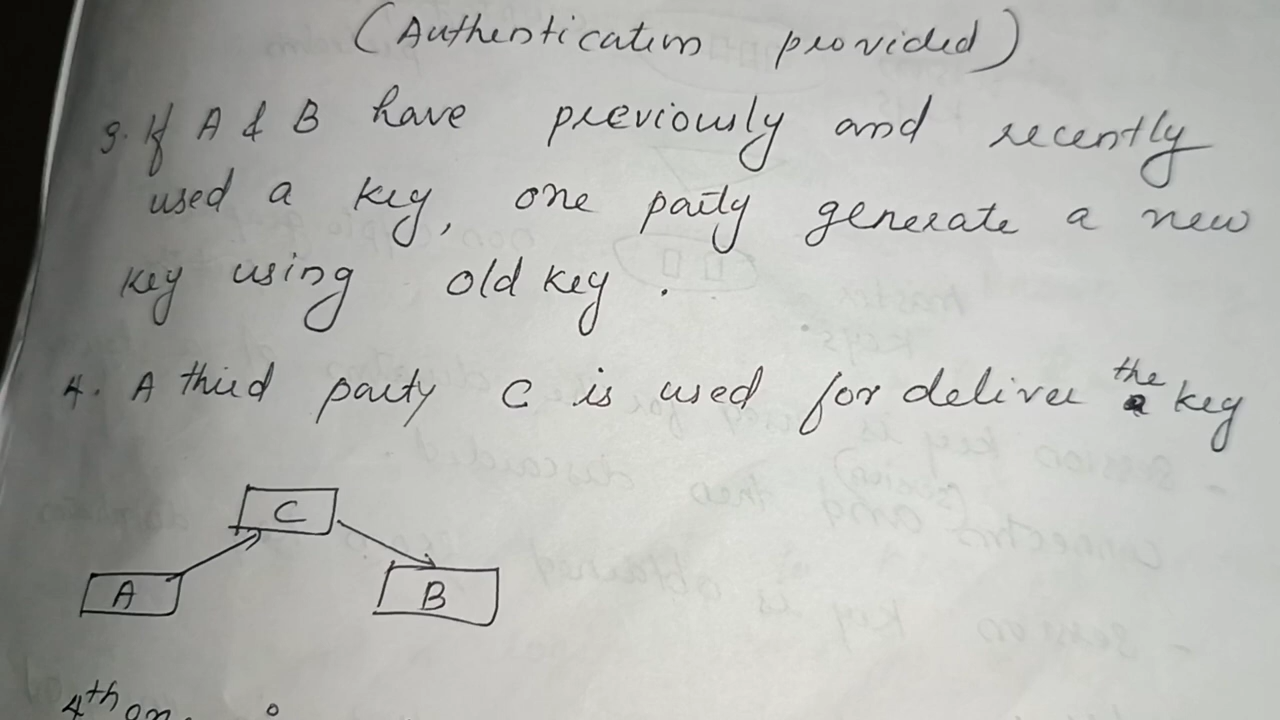 (Authentication provided)
3. If A & B have previously and recently
used a key, one party generate a new
key using old key.
4. A third party C is used for deliver the key
C
A
B
4th on